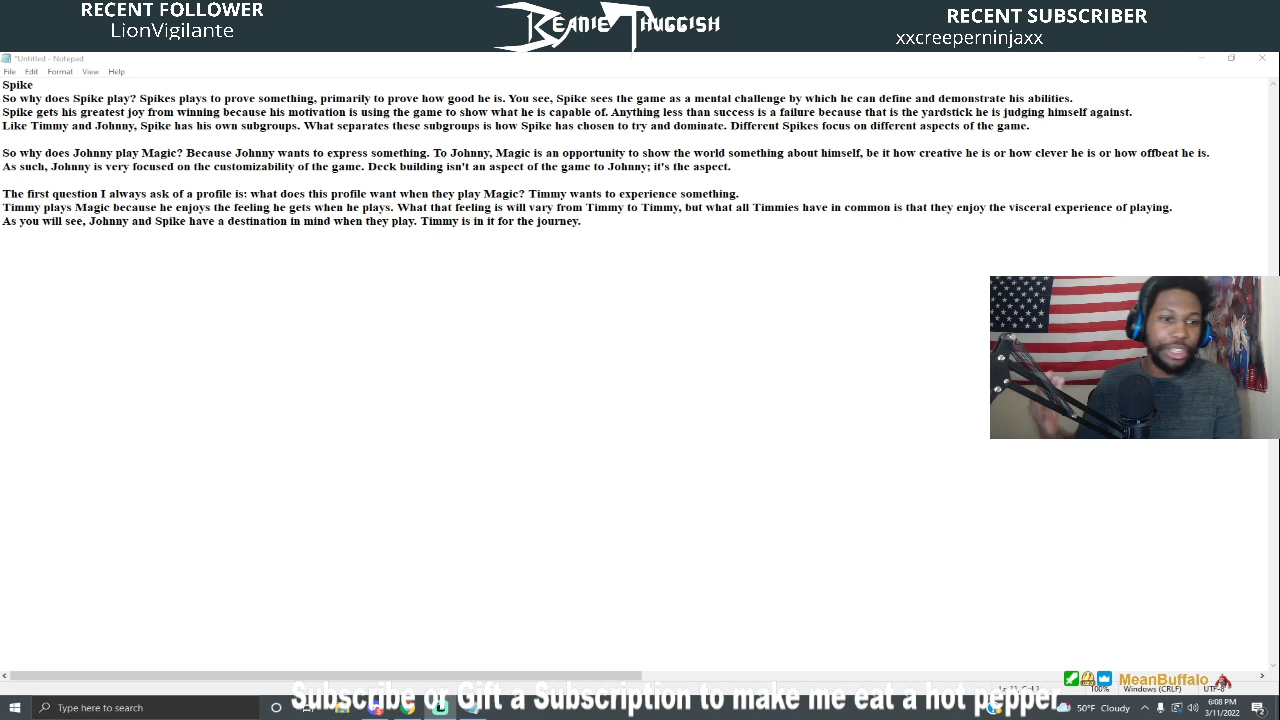 RECENT FOLLOWER
LionVigilante
BEANIE THUGGISH
RECENT SUBSCRIBER
xxcreeperninjaxx
*Untitled - Notepad
File Edit Format View Help
Spike
So why does Spike play? Spikes plays to prove something, primarily to prove how good he is. You see, Spike sees the game as a mental challenge by which he can define and demonstrate his abilities.
Spike gets his greatest joy from winning because his motivation is using the game to show what he is capable of. Anything less than success is a failure because that is the yardstick he is judging himself against.
Like Timmy and Johnny, Spike has his own subgroups. What separates these subgroups is how Spike has chosen to try and dominate. Different Spikes focus on different aspects of the game.
So why does Johnny play Magic? Because Johnny wants to express something. To Johnny, Magic is an opportunity to show the world something about himself, be it how creative he is or how clever he is or how offbeat he is.
As such, Johnny is very focused on the customizability of the game. Deck building isn't an aspect of the game to Johnny; it's the aspect.
The first question I always ask of a profile is: what does this profile want when they play Magic? Timmy wants to experience something.
Timmy plays Magic because he enjoys the feeling he gets when he plays. What that feeling is will vary from Timmy to Timmy, but what all Timmies have in common is that they enjoy the visceral experience of playing.
As you will see, Johnny and Spike have a destination in mind when they play. Timmy is in it for the journey.
MeanBuffalo
100% Windows (CRLF) UTF-8
Subscribe or Gift a Subscription to make me eat a hot pepper
Type here to search
50°F Cloudy
6:08 PM
3/11/2022
2